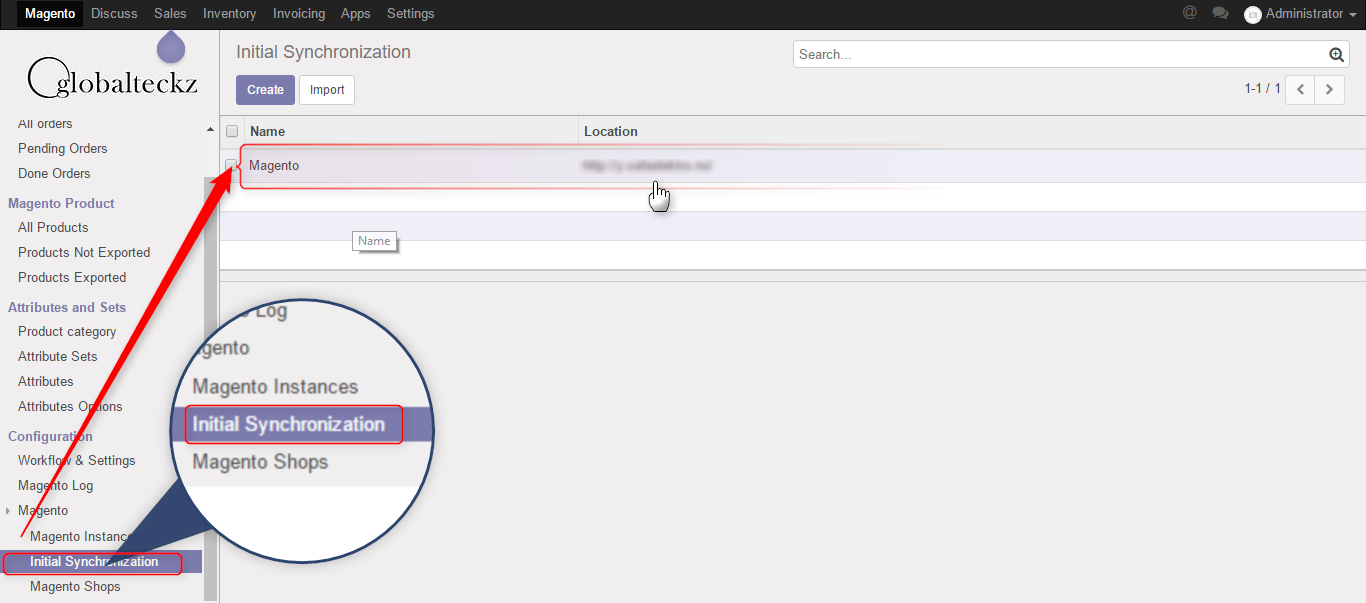 Magento Discuss Sales Inventory Invoicing Apps Settings @ Administrator
globalteckz
Initial Synchronization
Search...
Create Import
1-1 / 1
Name Location
Magento
Name
All orders
Pending Orders
Done Orders
Magento Product
All Products
Products Not Exported
Products Exported
Attributes and Sets
Product category
Attribute Sets
Attributes
Attributes Options
Configuration
Workflow & Settings
Magento Log
Magento
Magento Instanc
Initial Synchronization
Magento Shops
Log
gento
Magento Instances
Initial Synchronization
Magento Shops